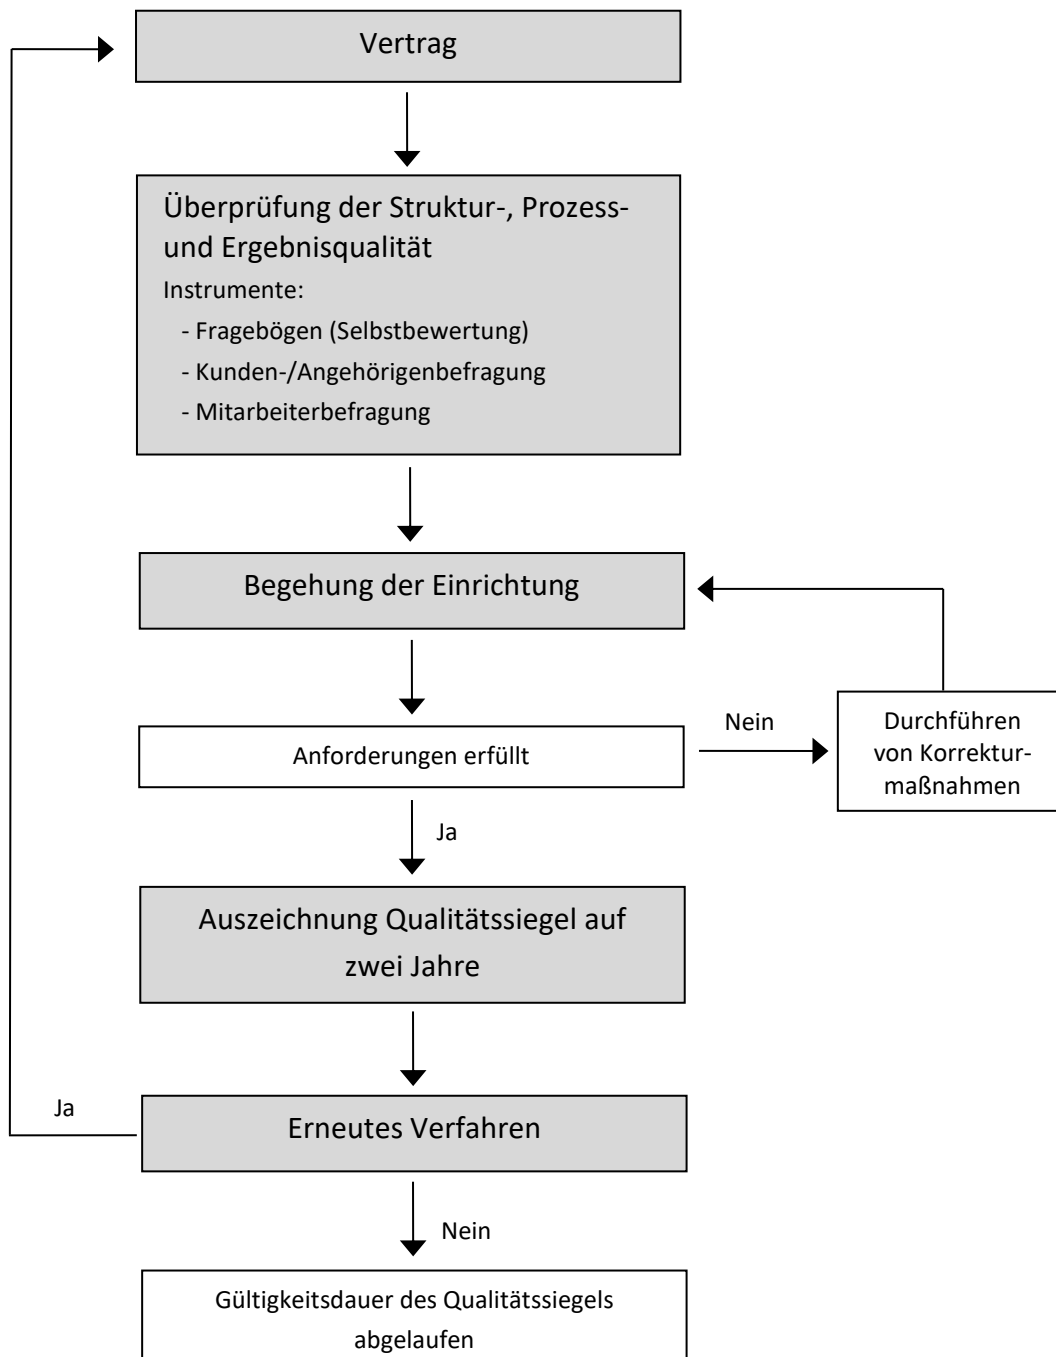 Vertrag
Überprüfung der Struktur-, Prozess-
und Ergebnisqualität
Instrumente:
- Fragebögen (Selbstbewertung)
- Kunden-/Angehörigenbefragung
- Mitarbeiterbefragung
Begehung der Einrichtung
Anforderungen erfüllt
Nein
Durchführen
von Korrektur-
maßnahmen
Ja
Auszeichnung Qualitätssiegel auf
zwei Jahre
Ja
Erneutes Verfahren
Nein
Gültigkeitsdauer des Qualitätssiegels
abgelaufen